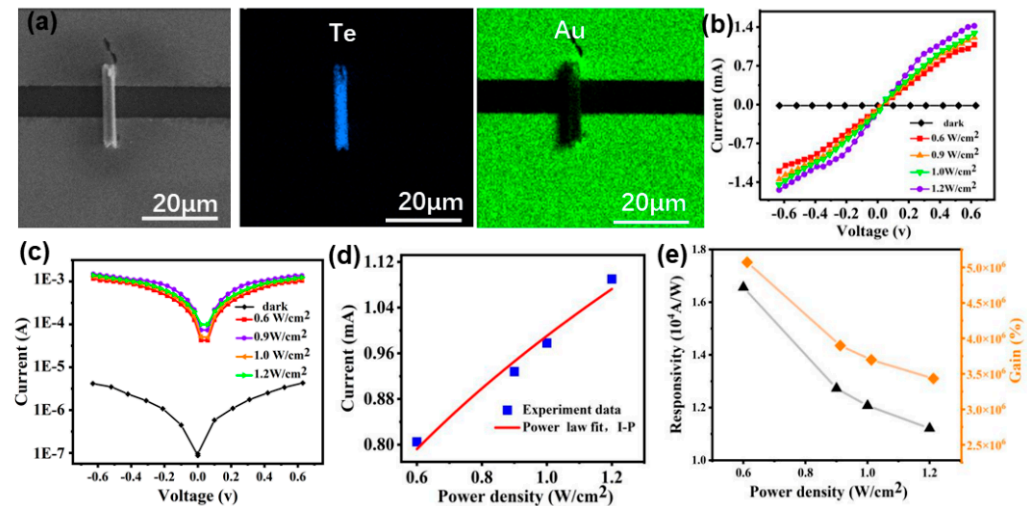 (a)
Te
Au
20μm
20μm
20μm
(b)
Current (mA)
1.4
0.7
0.0
-0.7
-1.4
dark
0.6 W/cm2
0.9 W/cm2
1.0W/cm2
1.2W/cm2
-0.6 -0.4 -0.2 0.0 0.2 0.4 0.6
Voltage (v)
(c)
Current (A)
1E-3
1E-4
1E-5
1E-6
1E-7
dark
0.6 W/cm2
0.9W/cm2
1.0 W/cm2
1.2W/cm2
-0.6 -0.4 -0.2 0.0 0.2 0.4 0.6
Voltage (v)
(d)
Current (mA)
1.12
1.04
0.96
0.88
0.80
Experiment data
Power law fit, I-P
0.6 0.8 1.0 1.2
Power density (W/cm2)
(e)
Responsivity (10⁴A/W)
1.8
1.6
1.4
1.2
1.0
5.0×10⁶
4.5×10⁶
4.0×10⁶
3.5×10⁶
3.0×10⁶
2.5×10⁶
Gain (%)
0.6 0.8 1.0 1.2
Power density (W/cm2)